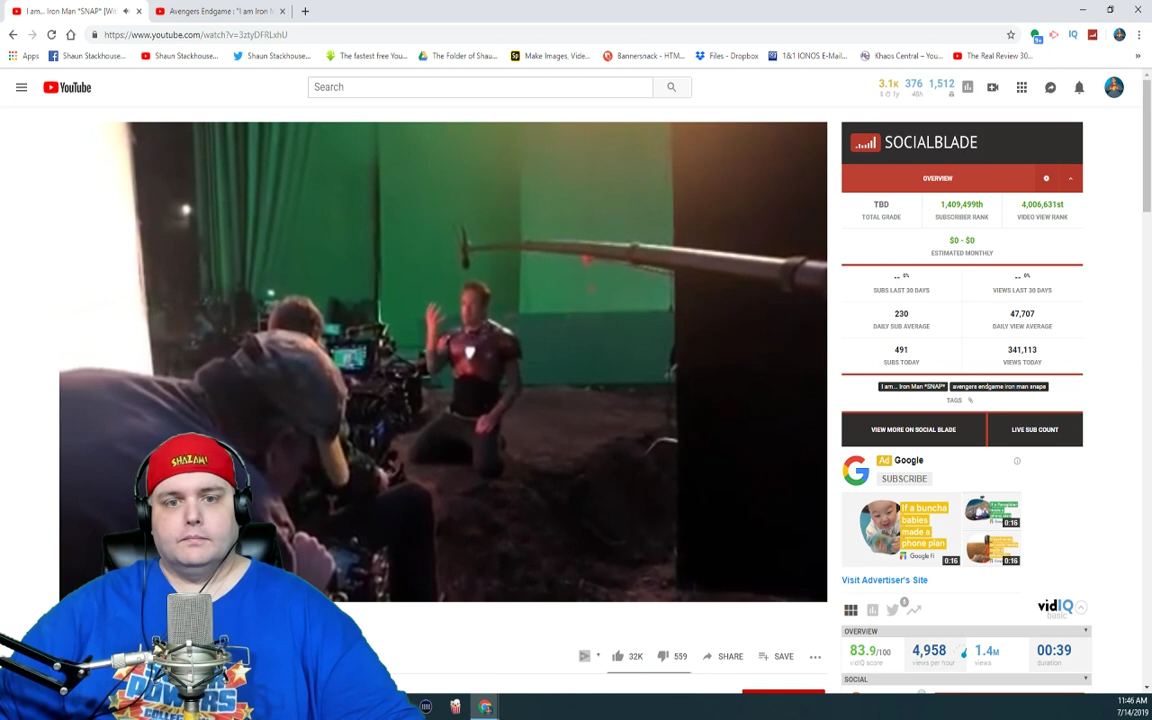 I am... Iron Man *SNAP* [Wi
Avengers Endgame : "I am Iron M
https://www.youtube.com/watch?v=3ztyDFRLxhU
Apps
Shaun Stackhouse...
Shaun Stackhouse...
Shaun Stackhouse...
The fastest free You...
The Folder of Shau...
Make Images, Vide...
Bannersnack — HTM...
Files - Dropbox
1&1 IONOS E-Mail...
Khaos Central – You...
The Real Review 30...
YouTube
Search
3.1K 376 1,512
48h
SOCIALBLADE
OVERVIEW
TBD 1,409,499th 4,006,631st
TOTAL GRADE SUBSCRIBER RANK VIDEO VIEW RANK
$0 - $0
ESTIMATED MONTHLY
-- 0% -- 0%
SUBS LAST 30 DAYS VIEWS LAST 30 DAYS
230 47,707
DAILY SUB AVERAGE DAILY VIEW AVERAGE
491 341,113
SUBS TODAY VIEWS TODAY
I am... Iron Man *SNAP* avengers endgame iron man snaps
TAGS
VIEW MORE ON SOCIAL BLADE LIVE SUB COUNT
Ad Google
SUBSCRIBE
If a buncha
babies
made a
phone plan
Google Fi
0:16
0:16
0:16
Visit Advertiser's Site
vidIQ
basic
OVERVIEW
83.9/100 4,958 1.4M 00:39
vidIQ score views per hour views duration
SOCIAL
32K 559 SHARE SAVE
SHAZAM!
POWERS
11:46 AM
7/14/2019